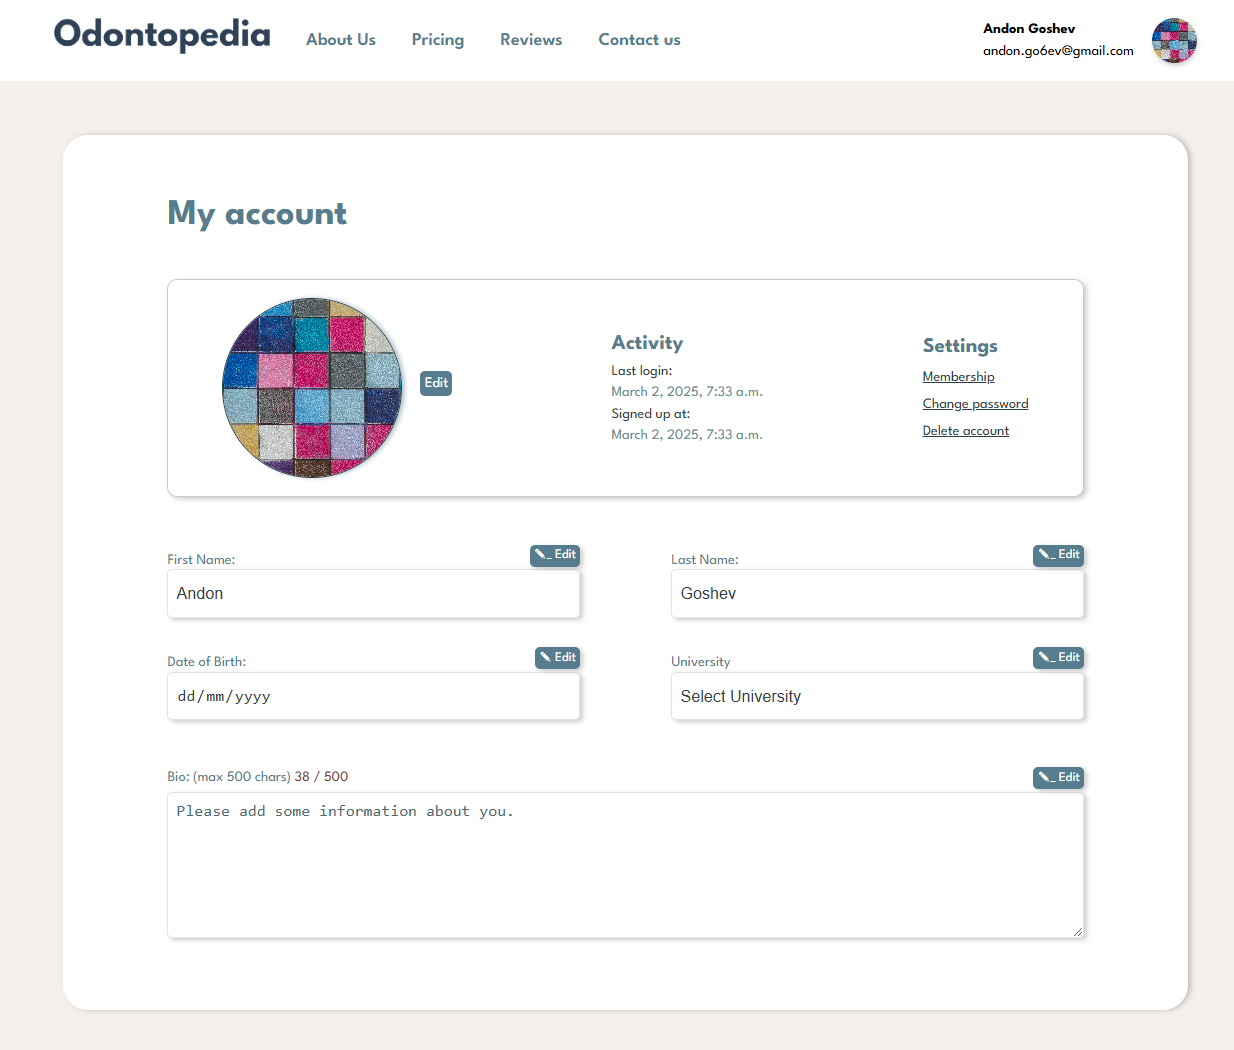 Odontopedia
About Us
Pricing
Reviews
Contact us
Andon Goshev
andon.go6ev@gmail.com
My account
Edit
Activity
Last login:
March 2, 2025, 7:33 a.m.
Signed up at:
March 2, 2025, 7:33 a.m.
Settings
Membership
Change password
Delete account
First Name:
Edit
Andon
Last Name:
Edit
Goshev
Date of Birth:
Edit
dd/mm/yyyy
University
Edit
Select University
Bio: (max 500 chars) 38 / 500
Edit
Please add some information about you.